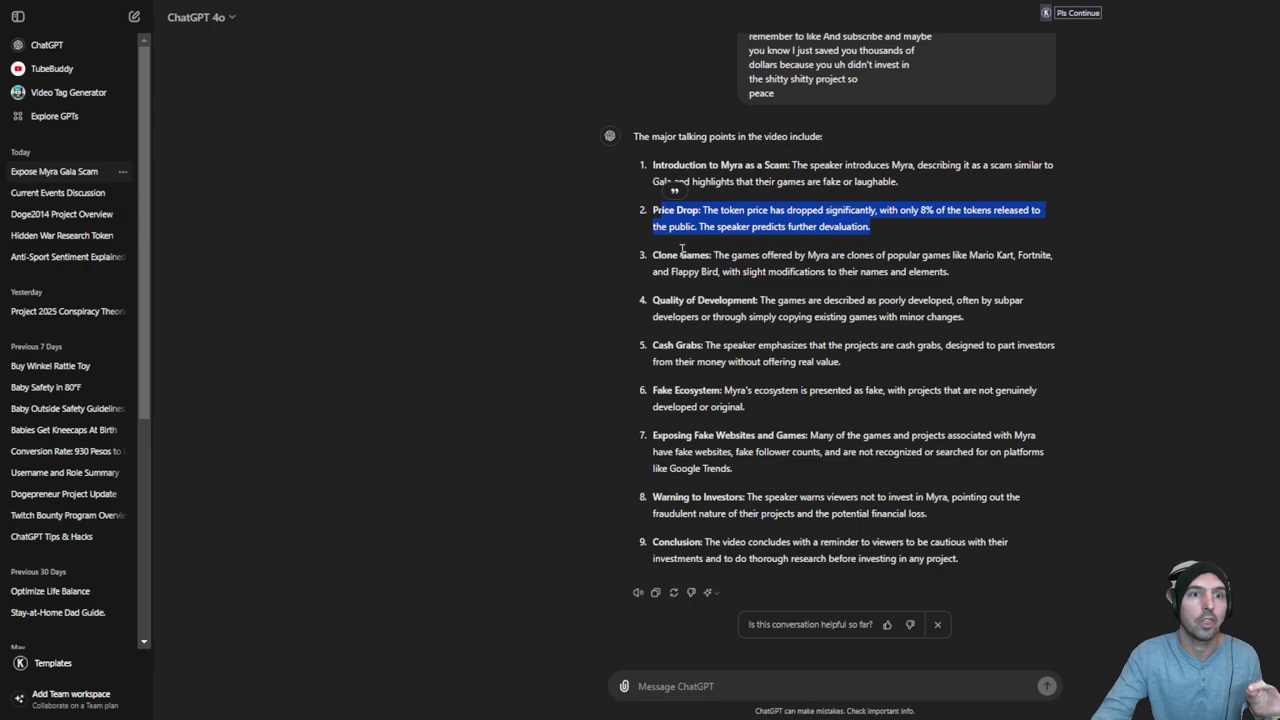 ChatGPT 4o
Pls Continue
ChatGPT
TubeBuddy
Video Tag Generator
Explore GPTs
Today
Expose Myra Gala Scam
Current Events Discussion
Doge2014 Project Overview
Hidden War Research Token
Anti-Sport Sentiment Explained
Yesterday
Project 2025 Conspiracy Theori
Previous 7 Days
Buy Winkel Rattle Toy
Baby Safety in 80°F
Baby Outside Safety Guidelines
Babies Get Kneecaps At Birth
Conversion Rate: 930 Pesos to
Username and Role Summary
Dogepreneur Project Update
Twitch Bounty Program Overvi
ChatGPT Tips & Hacks
Previous 30 Days
Optimize Life Balance
Stay-at-Home Dad Guide.
May
Templates
Add Team workspace
Collaborate on a Team plan
remember to like And subscribe and maybe
you know I just saved you thousands of
dollars because you uh didn't invest in
the shitty shitty project so
peace
The major talking points in the video include:
1. Introduction to Myra as a Scam: The speaker introduces Myra, describing it as a scam similar to
Gala and highlights that their games are fake or laughable.
2. Price Drop: The token price has dropped significantly, with only 8% of the tokens released to
the public. The speaker predicts further devaluation.
3. Clone Games: The games offered by Myra are clones of popular games like Mario Kart, Fortnite,
and Flappy Bird, with slight modifications to their names and elements.
4. Quality of Development: The games are described as poorly developed, often by subpar
developers or through simply copying existing games with minor changes.
5. Cash Grabs: The speaker emphasizes that the projects are cash grabs, designed to part investors
from their money without offering real value.
6. Fake Ecosystem: Myra's ecosystem is presented as fake, with projects that are not genuinely
developed or original.
7. Exposing Fake Websites and Games: Many of the games and projects associated with Myra
have fake websites, fake follower counts, and are not recognized or searched for on platforms
like Google Trends.
8. Warning to Investors: The speaker warns viewers not to invest in Myra, pointing out the
fraudulent nature of their projects and the potential financial loss.
9. Conclusion: The video concludes with a reminder to viewers to be cautious with their
investments and to do thorough research before investing in any project.
Is this conversation helpful so far?
Message ChatGPT
ChatGPT can make mistakes. Check important info.